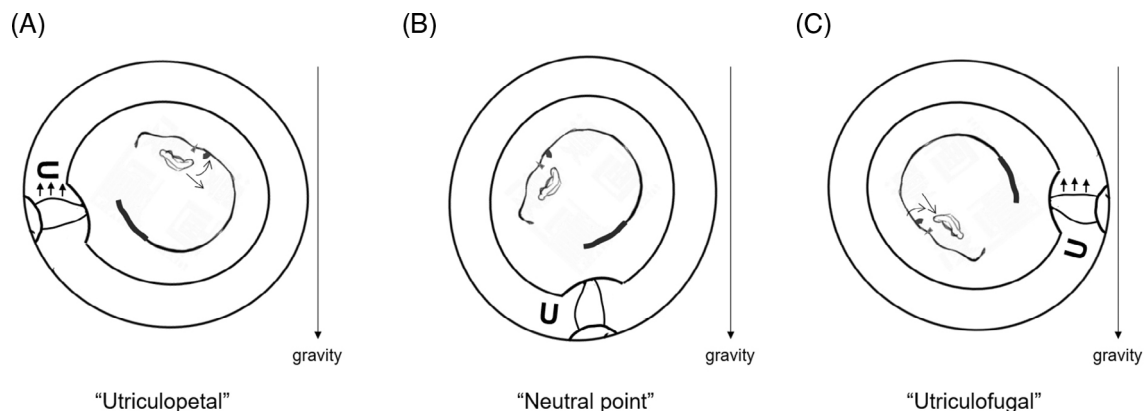 (A)
(B)
(C)
U
U
U
gravity
gravity
gravity
“Utriculopetal”
“Neutral point”
“Utriculofugal”